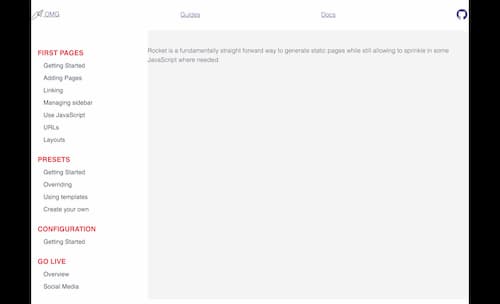 OMG
Guides
Docs
FIRST PAGES
Getting Started
Adding Pages
Linking
Managing sidebar
Use JavaScript
URLs
Layouts
PRESETS
Getting Started
Overriding
Using templates
Create your own
CONFIGURATION
Getting Started
GO LIVE
Overview
Social Media
Rocket is a fundamentally straight forward way to generate static pages while still allowing to sprinkle in some
JavaScript where needed.